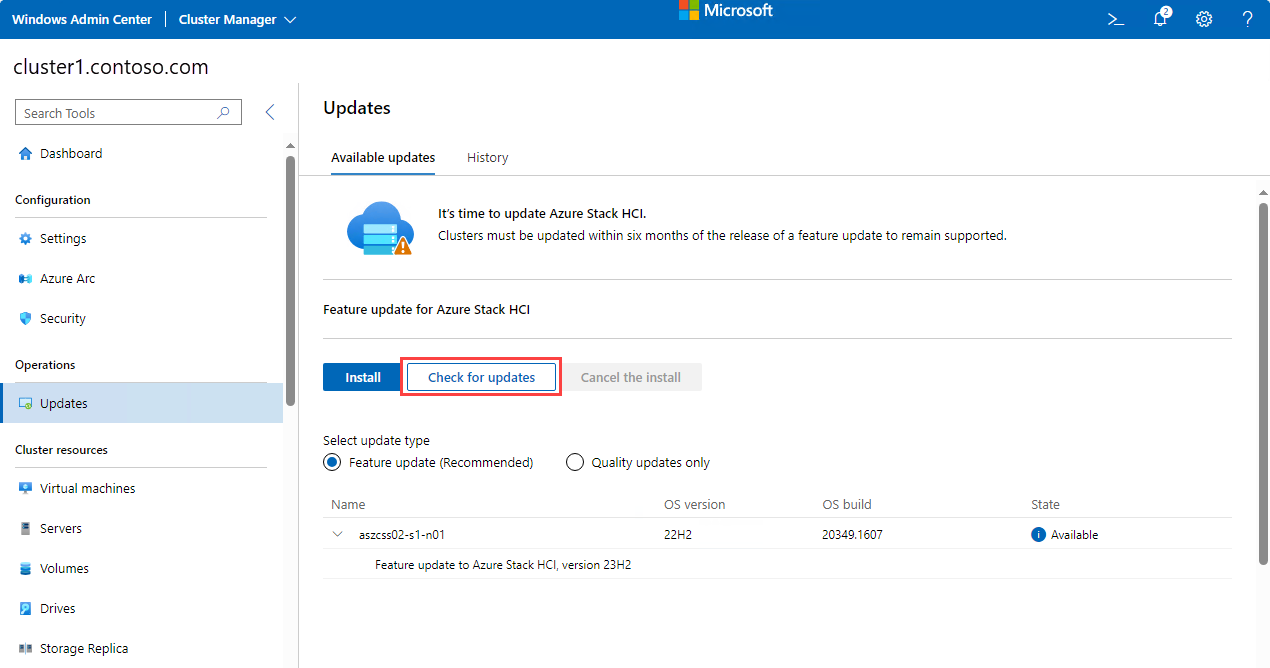 Windows Admin Center | Cluster Manager
Microsoft
2
cluster1.contoso.com
Search Tools
Dashboard
Configuration
Settings
Azure Arc
Security
Operations
Updates
Cluster resources
Virtual machines
Servers
Volumes
Drives
Storage Replica
Updates
Available updates History
It's time to update Azure Stack HCI.
Clusters must be updated within six months of the release of a feature update to remain supported.
Feature update for Azure Stack HCI
Install Check for updates Cancel the install
Select update type
Feature update (Recommended) Quality updates only
Name OS version OS build State
aszcss02-s1-n01 22H2 20349.1607 Available
Feature update to Azure Stack HCI, version 23H2